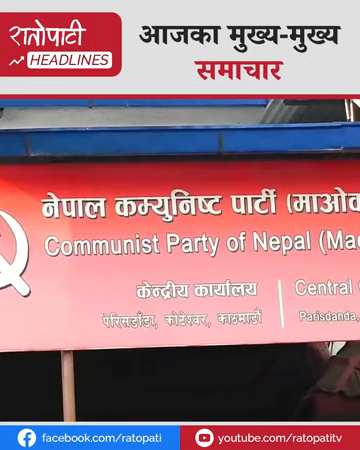 रातोपाटी
HEADLINES
आजका मुख्य-मुख्य
समाचार
नेपाल कम्युनिष्ट पार्टी (माओव
Communist Party of Nepal (Mao
केन्द्रीय कार्यालय
Central
पेरिसडाँडा, कोटेश्वर, काठमाडौं
Parisdanda,
facebook.com/ratopati
youtube.com/ratopatitv